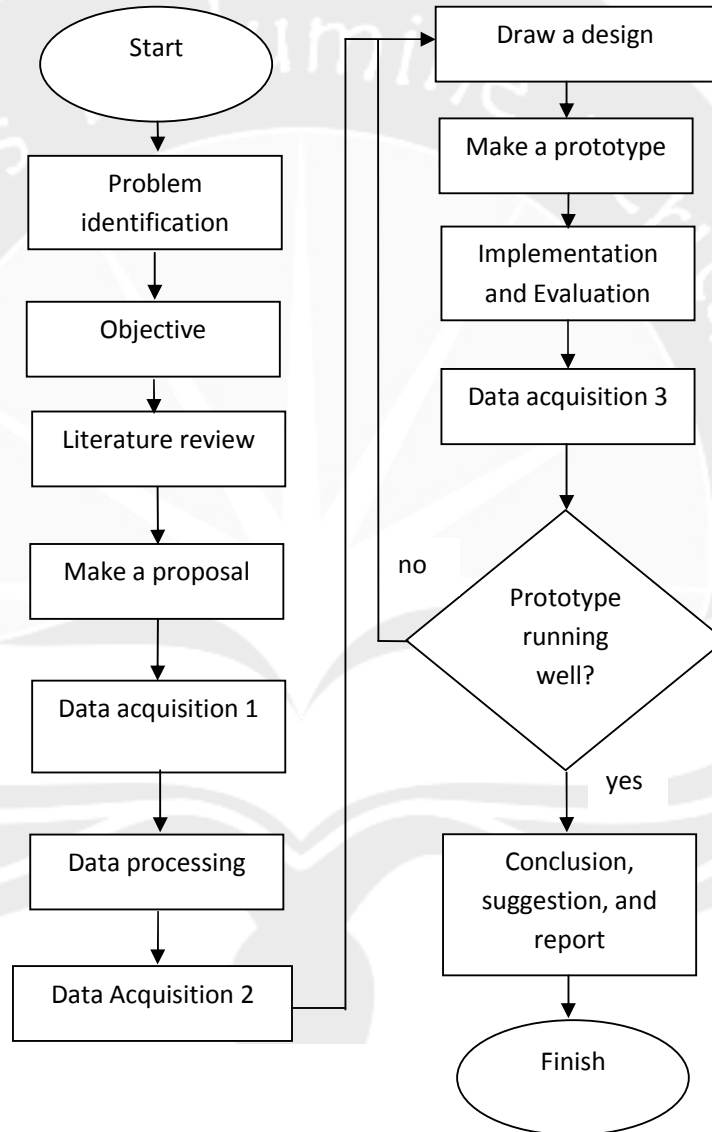 Start
Problem
identification
Objective
Literature review
Make a proposal
Data acquisition 1
Data processing
Data Acquisition 2
Draw a design
Make a prototype
Implementation
and Evaluation
Data acquisition 3
no
Prototype
running
well?
yes
Conclusion,
suggestion, and
report
Finish